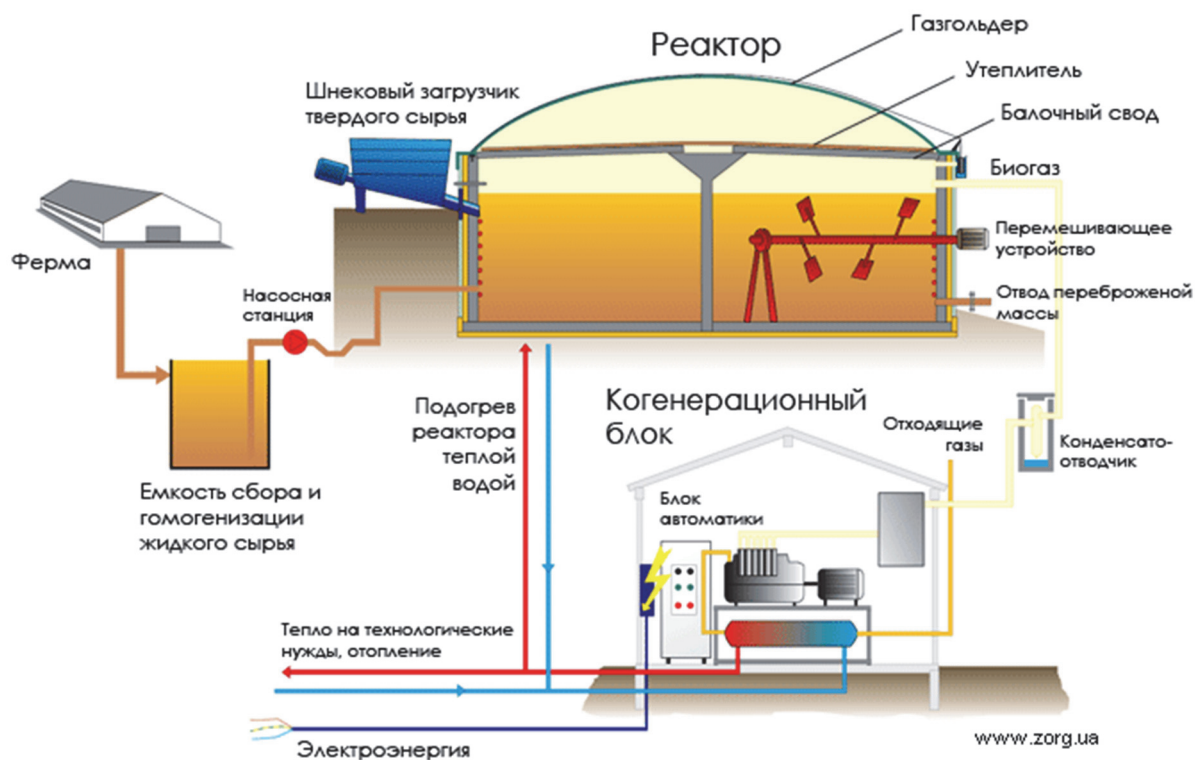 Реактор
Газгольдер
Утеплитель
Балочный свод
Шнековый загрузчик
твердого сырья
Биогаз
Ферма
Перемешивающее
устройство
Насосная
станция
Отвод переброженой
массы
Подогрев
реактора
теплой
водой
Когенерационный
блок
Отходящие
газы
Конденсато-
отводчик
Емкость сбора и
гомогенизации
жидкого сырья
Блок
автоматики
Тепло на технологические
нужды, отопление
Электроэнергия
www.zorg.ua